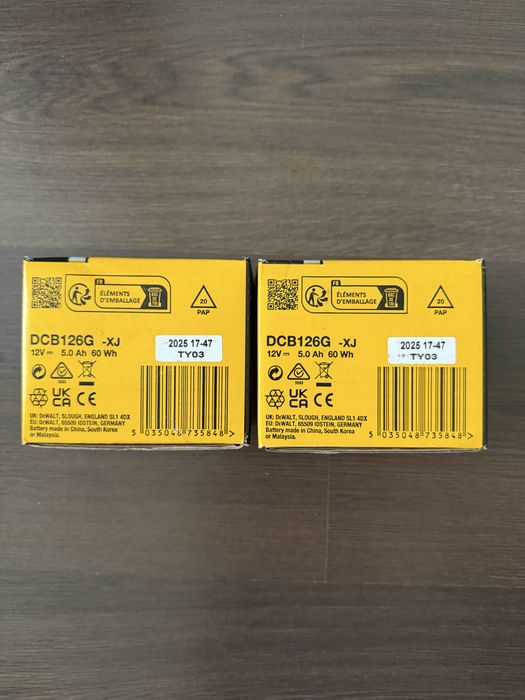 FR
ÉLÉMENTS
D'EMBALLAGE
20
PAP
DCB126G -XJ
12V 5.0 Ah 60 Wh
2025 17-47
TY03
5503
UK
CA CE
UK: DEWALT, SLOUGH, ENGLAND SL1 4DX
EU: DEWALT, 65509 IDSTEIN, GERMANY
Battery made in China, South Korea
or Malaysia.
5 035048 735848 >
FR
ÉLÉMENTS
D'EMBALLAGE
20
PAP
DCB126G -XJ
12V 5.0 Ah 60 Wh
2025 17-47
TY03
UK
CA CE
UK: DEWALT, SLOUGH, ENGLAND SL1 4DX
EU: DEWALT, 65509 IDSTEIN, GERMANY
Battery made in China, South Korea
or Malaysia.
5 035048 735848 >